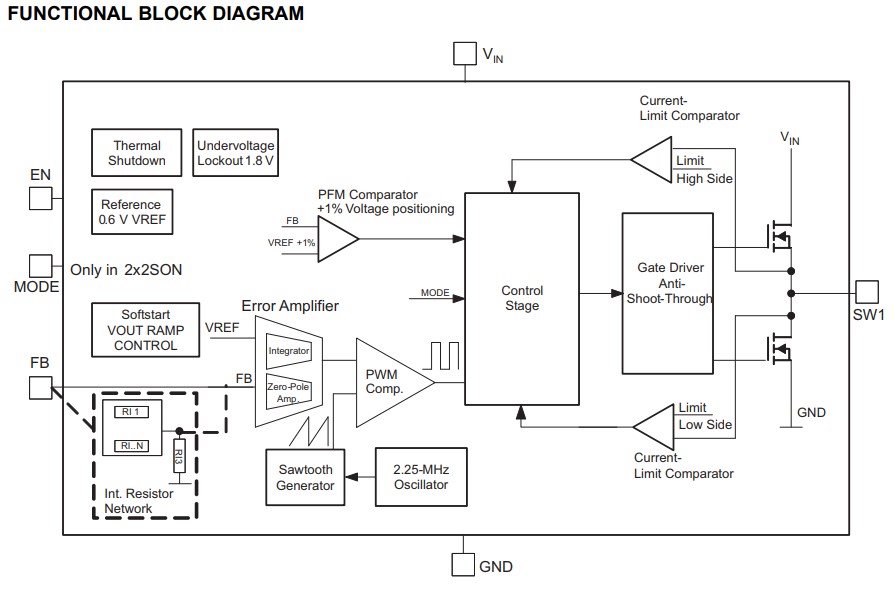 FUNCTIONAL BLOCK DIAGRAM
VIN
Current-
Limit Comparator
Thermal
Shutdown
Undervoltage
Lockout 1.8 V
VIN
Limit
High Side
EN
Reference
0.6 V VREF
PFM Comparator
+1% Voltage positioning
FB
VREF +1%
MODE
Only in 2x2SON
Control
Stage
Gate Driver
Anti-
Shoot-Through
MODE
SW1
Softstart
VOUT RAMP
CONTROL
Error Amplifier
VREF
Integrator
FB
FB
Zero-Pole
Amp.
PWM
Comp.
RI 1
RI..N
RI3
Int. Resistor
Network
Limit
Low Side
GND
Current-
Limit Comparator
Sawtooth
Generator
2.25-MHz
Oscillator
GND